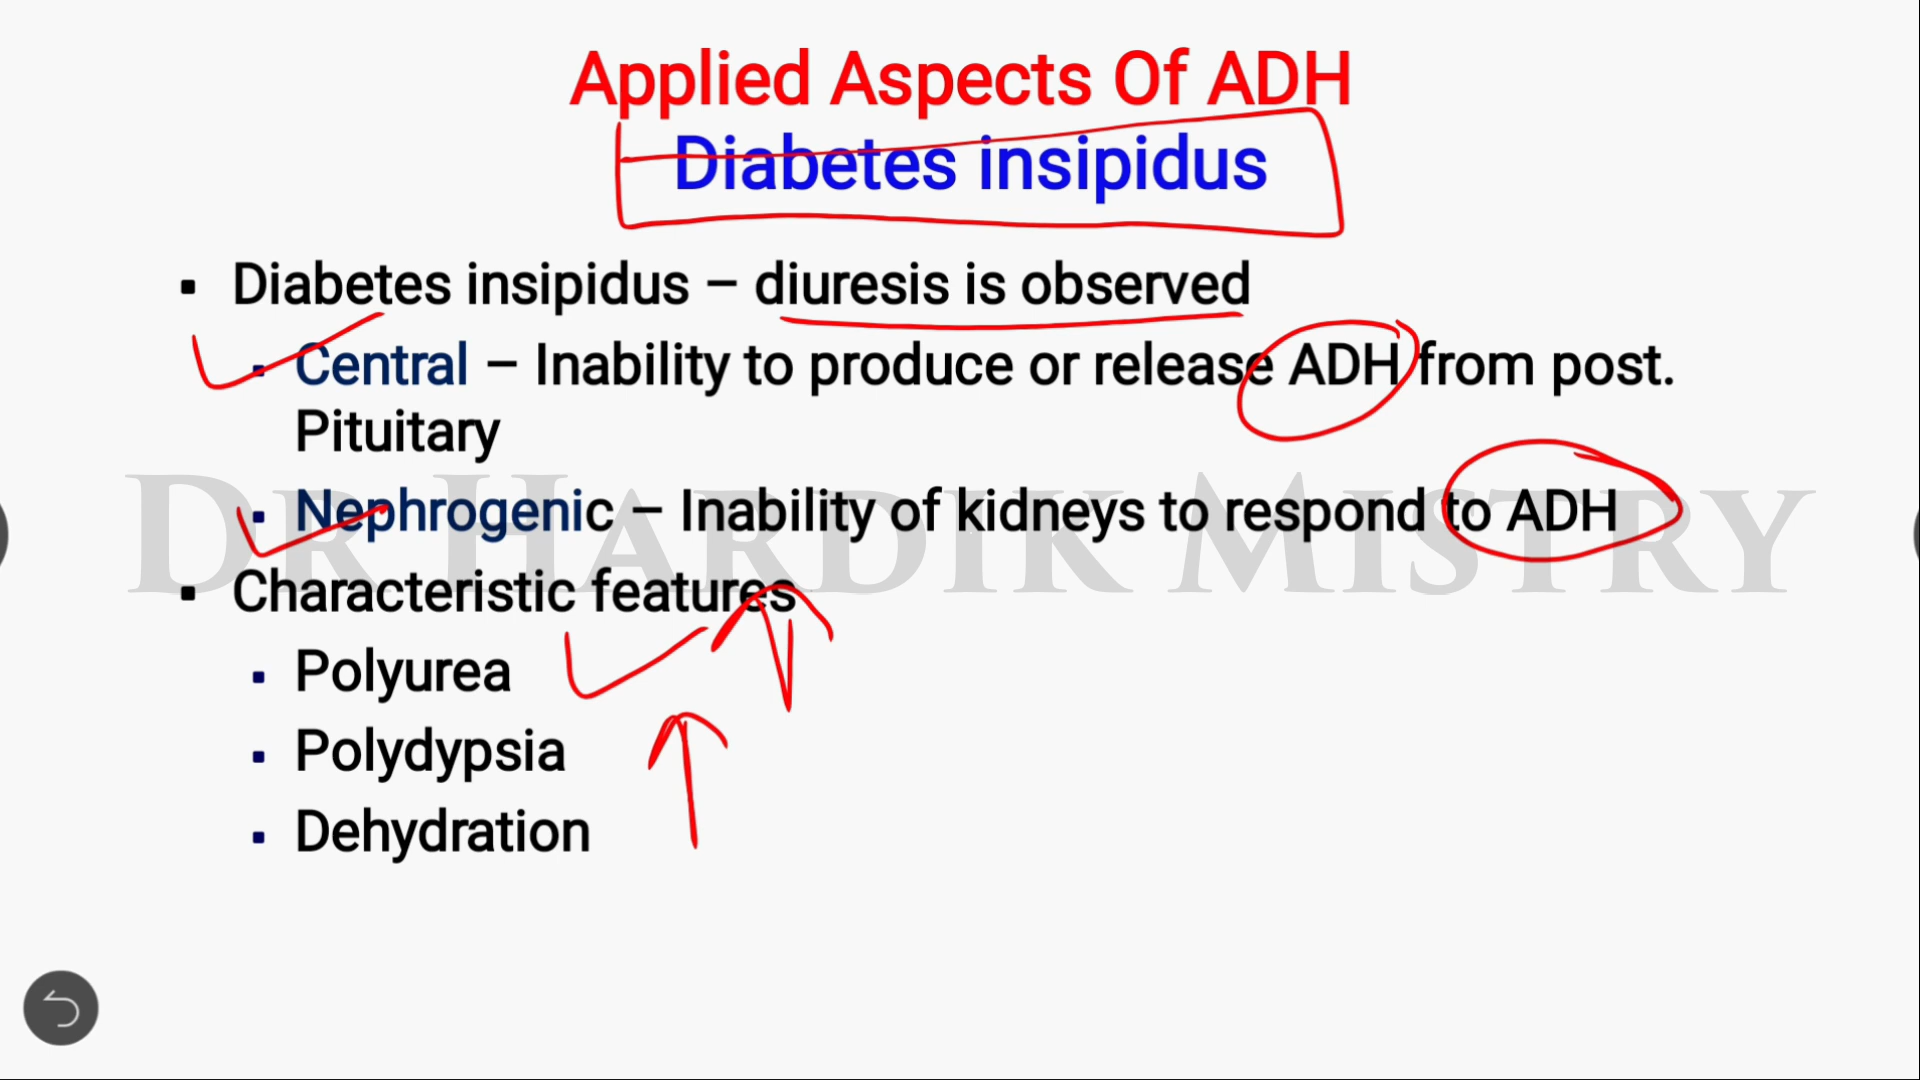 Applied Aspects Of ADH
Diabetes insipidus
▪ Diabetes insipidus – diuresis is observed
▪ Central – Inability to produce or release ADH from post.
Pituitary
▪ Nephrogenic – Inability of kidneys to respond to ADH
DR HARDIK MISTRY
▪ Characteristic features
▪ Polyurea
▪ Polydypsia
▪ Dehydration